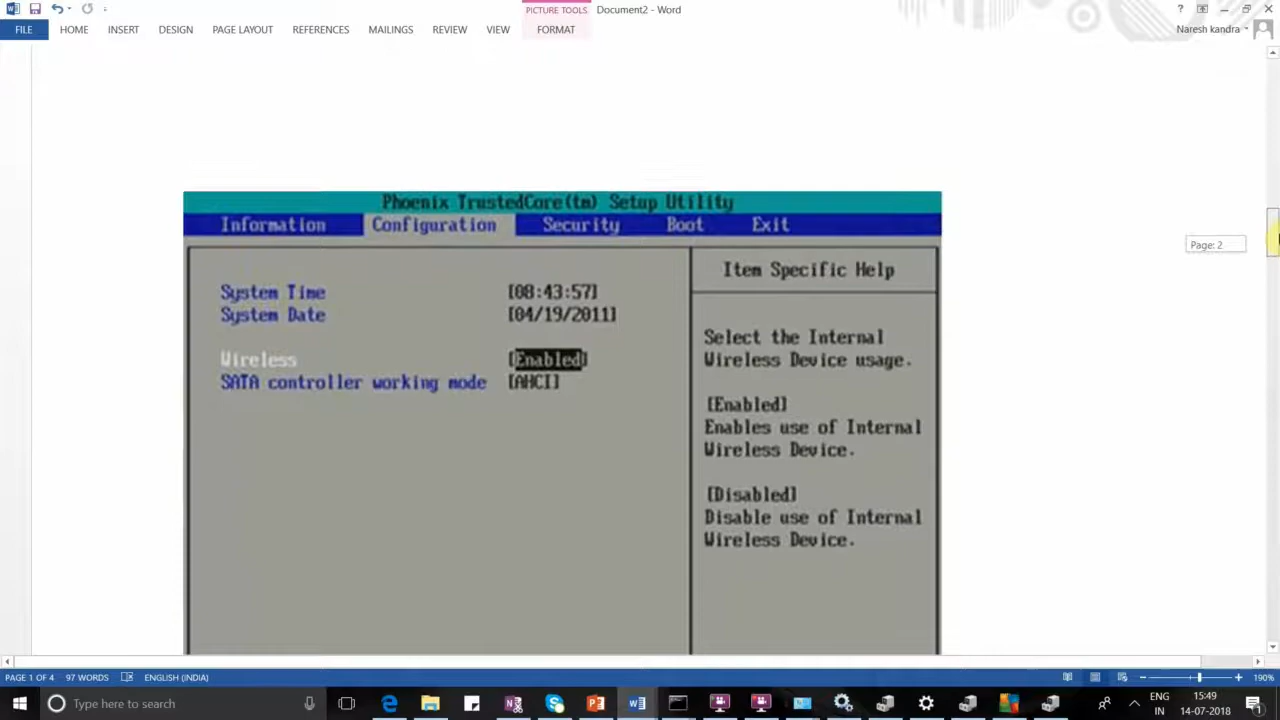 PICTURE TOOLS
Document2 - Word
?
FILE HOME INSERT DESIGN PAGE LAYOUT REFERENCES MAILINGS REVIEW VIEW FORMAT
Naresh kandra
Phoenix TrustedCore(tm) Setup Utility
Information Configuration Security Boot Exit
Page: 2
Item Specific Help
System Time [08:43:57]
System Date [04/19/2011]
Wireless [Enabled]
SATA controller working mode [AHCI]
Select the Internal
Wireless Device usage.
[Enabled]
Enables use of Internal
Wireless Device.
[Disabled]
Disable use of Internal
Wireless Device.
PAGE 1 OF 4 97 WORDS ENGLISH (INDIA) 190%
Type here to search
ENG
IN
15:49
14-07-2018